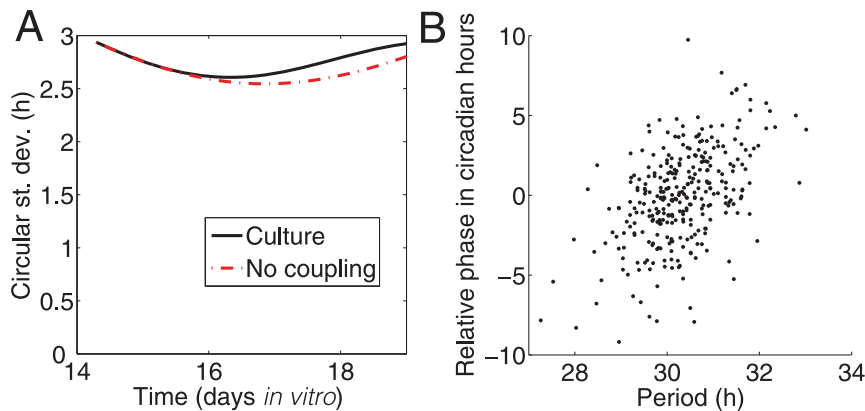 A
Circular st. dev. (h)
3
2.5
2
1.5
1
0.5
0
14
16
18
Time (days in vitro)
Culture
No coupling
B
Relative phase in circadian hours
10
5
0
−5
−10
28
30
32
34
Period (h)